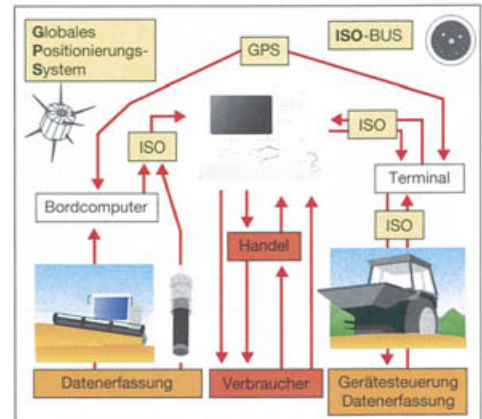 Globales
Positionierungs-
System
GPS
ISO-BUS
ISO
ISO
Bordcomputer
Terminal
ISO
Handel
Datenerfassung
Verbraucher
Gerätesteuerung
Datenerfassung